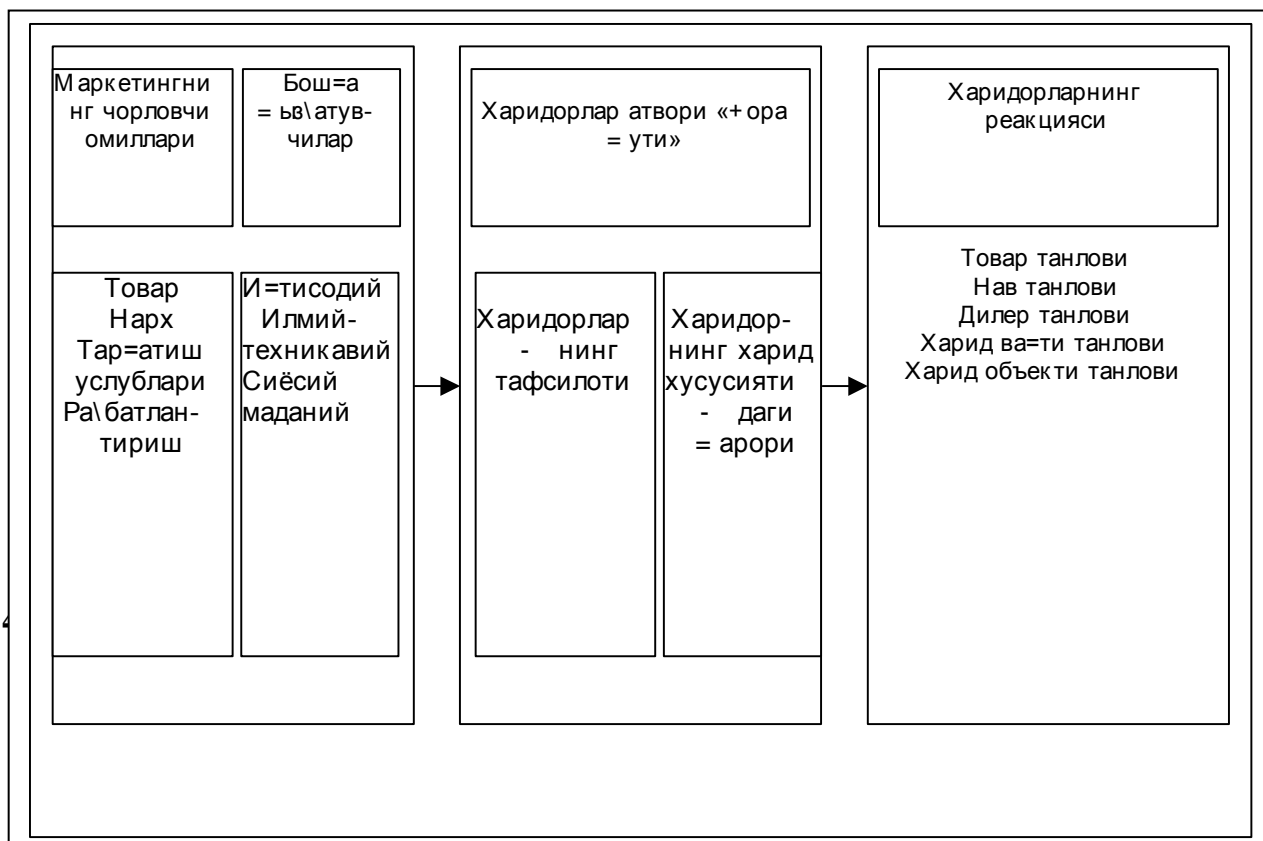 Маркетингни
нг чорловчи
омиллари
Бош=а
= ьв\атув-
чилар
Харидорлар атвори «+ора
= ути»
Харидорларнинг
реакцияси
Товар
Нарх
Тар=атиш
услублари
Ра\батлан-
тириш
И=тисодий
Илмий-
техникавий
Сиёсий
маданий
Харидорлар
- нинг
тафсилоти
Харидор-
нинг харид
хусусияти
- даги
= арори
Товар танлови
Нав танлови
Дилер танлови
Харид ва=ти танлови
Харид объекти танлови